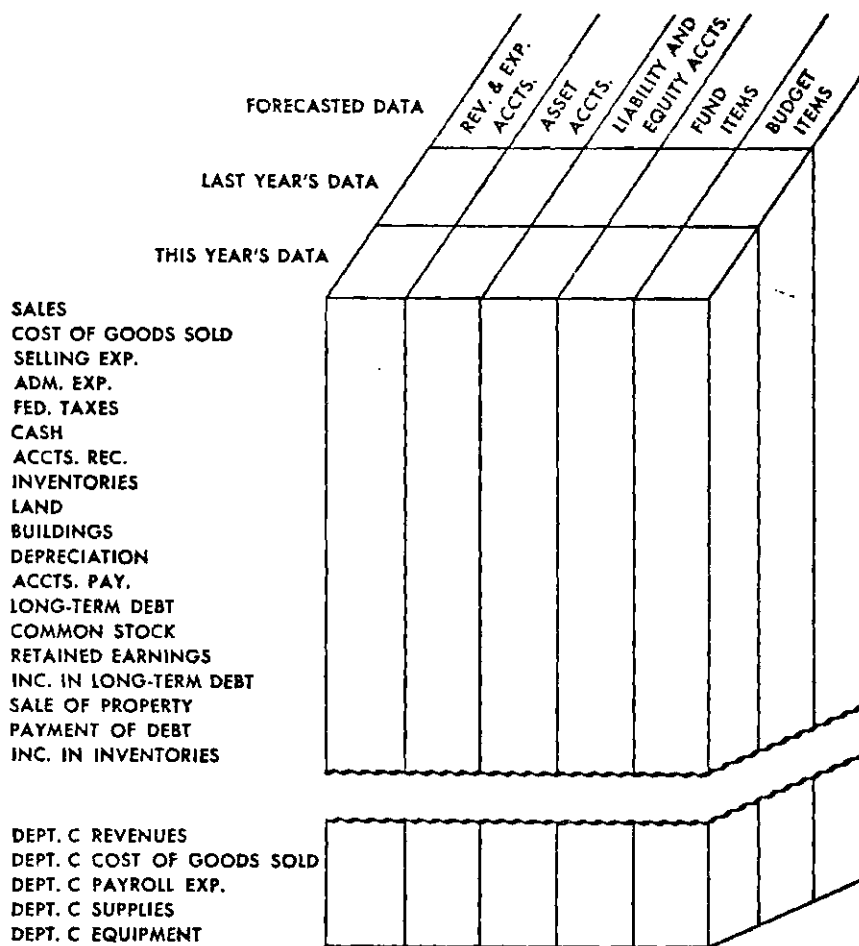 FORECASTED DATA
REV. & EXP.
ACCTS.
ASSET
ACCTS.
LIABILITY AND
EQUITY ACCTS.
FUND
ITEMS
BUDGET
ITEMS
LAST YEAR'S DATA
THIS YEAR'S DATA
SALES
COST OF GOODS SOLD
SELLING EXP.
ADM. EXP.
FED. TAXES
CASH
ACCTS. REC.
INVENTORIES
LAND
BUILDINGS
DEPRECIATION
ACCTS. PAY.
LONG-TERM DEBT
COMMON STOCK
RETAINED EARNINGS
INC. IN LONG-TERM DEBT
SALE OF PROPERTY
PAYMENT OF DEBT
INC. IN INVENTORIES
DEPT. C REVENUES
DEPT. C COST OF GOODS SOLD
DEPT. C PAYROLL EXP.
DEPT. C SUPPLIES
DEPT. C EQUIPMENT